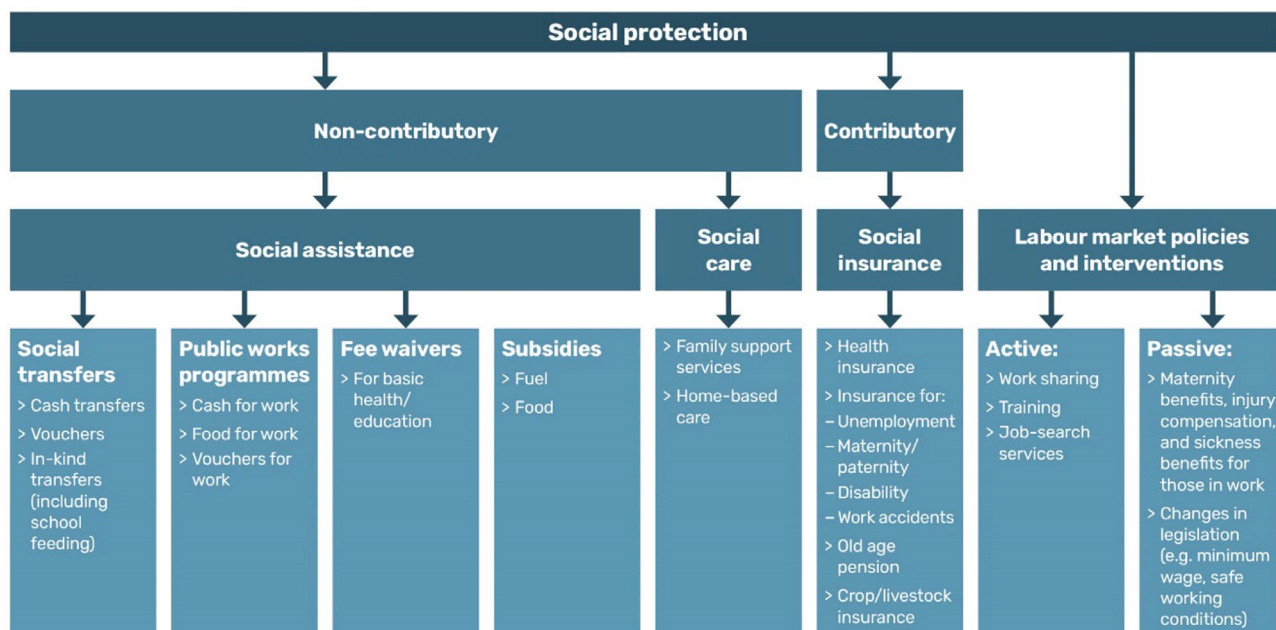 Social protection
Non-contributory
Contributory
Social assistance
Social
care
Social
insurance
Labour market policies
and interventions
Social
transfers
> Cash transfers
> Vouchers
> In-kind
transfers
(including
school
feeding)
Public works
programmes
> Cash for work
> Food for work
> Vouchers for
work
Fee waivers
> For basic
health/
education
Subsidies
> Fuel
> Food
> Family support
services
> Home-based
care
> Health
insurance
> Insurance for:
– Unemployment
– Maternity/
paternity
– Disability
– Work accidents
> Old age
pension
> Crop/livestock
insurance
Active:
> Work sharing
> Training
> Job-search
services
Passive:
> Maternity
benefits, injury
compensation,
and sickness
benefits for
those in work
> Changes in
legislation
(e.g. minimum
wage, safe
working
conditions)